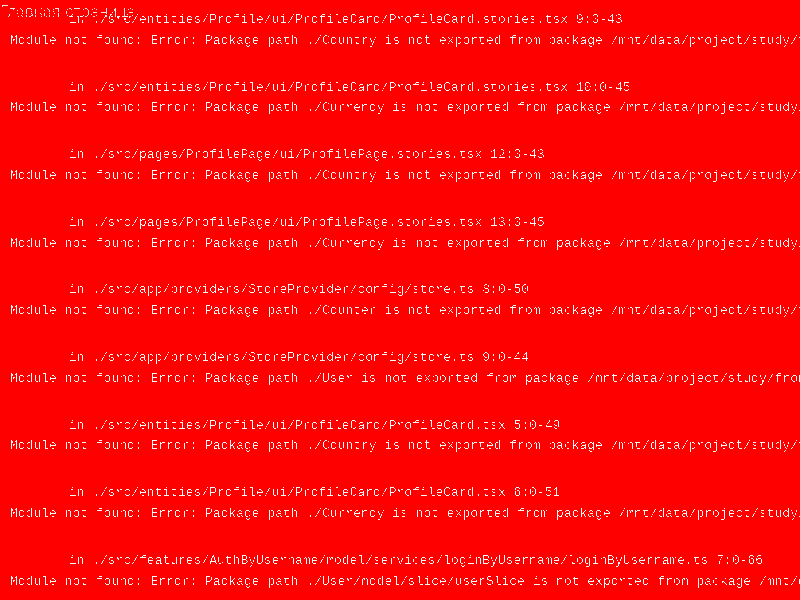 Главная страница
in ./src/entities/Profile/ui/ProfileCard/ProfileCard.stories.tsx 9:3-43
Module not found: Error: Package path ./Country is not exported from package /mnt/data/project/study/
in ./src/entities/Profile/ui/ProfileCard/ProfileCard.stories.tsx 10:0-45
Module not found: Error: Package path ./Currency is not exported from package /mnt/data/project/study
in ./src/pages/ProfilePage/ui/ProfilePage.stories.tsx 12:3-43
Module not found: Error: Package path ./Country is not exported from package /mnt/data/project/study/
in ./src/pages/ProfilePage/ui/ProfilePage.stories.tsx 13:3-45
Module not found: Error: Package path ./Currency is not exported from package /mnt/data/project/study
in ./src/app/providers/StoreProvider/config/store.ts 8:0-50
Module not found: Error: Package path ./Counter is not exported from package /mnt/data/project/study/
in ./src/app/providers/StoreProvider/config/store.ts 9:0-44
Module not found: Error: Package path ./User is not exported from package /mnt/data/project/study/fron
in ./src/entities/Profile/ui/ProfileCard/ProfileCard.tsx 5:0-49
Module not found: Error: Package path ./Country is not exported from package /mnt/data/project/study/
in ./src/entities/Profile/ui/ProfileCard/ProfileCard.tsx 6:0-51
Module not found: Error: Package path ./Currency is not exported from package /mnt/data/project/study
in ./src/features/AuthByUsername/model/services/loginByUsername/loginByUsername.ts 7:0-66
Module not found: Error: Package path ./User/model/slice/userSlice is not exported from package /mnt/